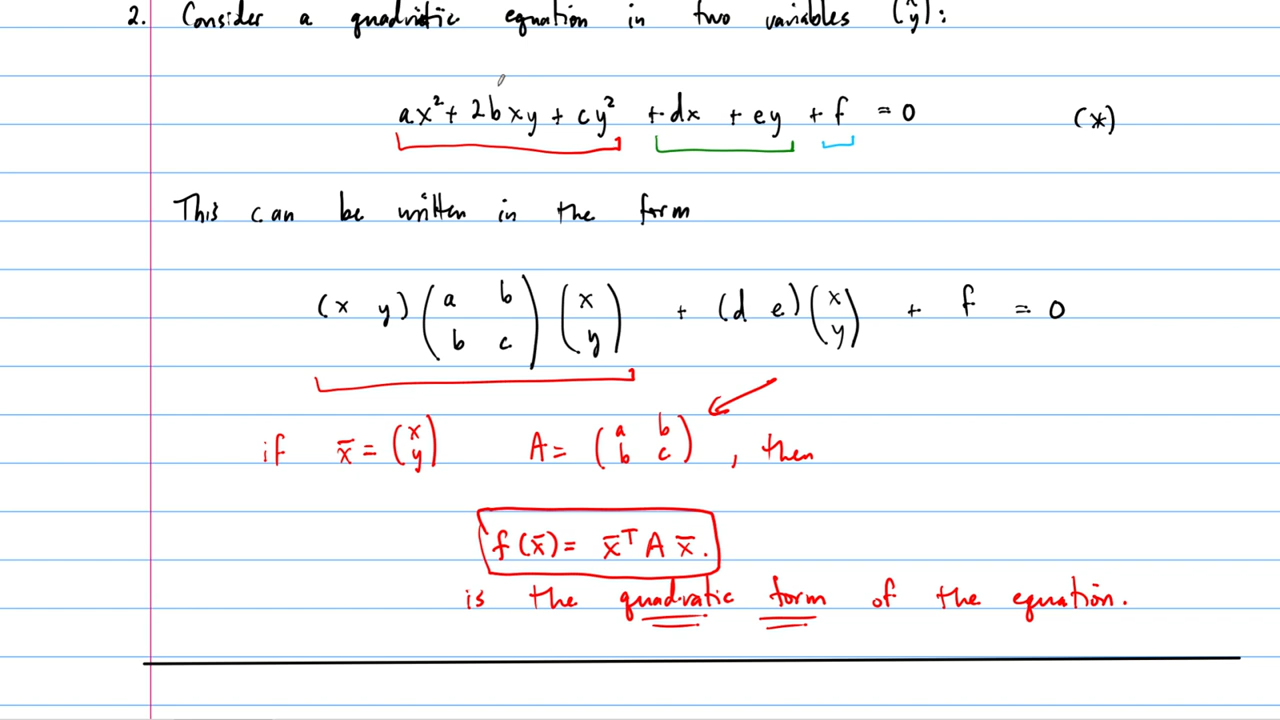 2. Consider a quadratic equation in two variables (x y):
ax² + 2bxy + cy² + dx + ey + f = 0 (*)
This can be written in the form
(x y) (a b b c) (x y) + (d e) (x y) + f = 0
if x̄ = (x y) A = (a b b c), then
f(x̄) = x̄ᵀ A x̄.
is the quadratic form of the equation.